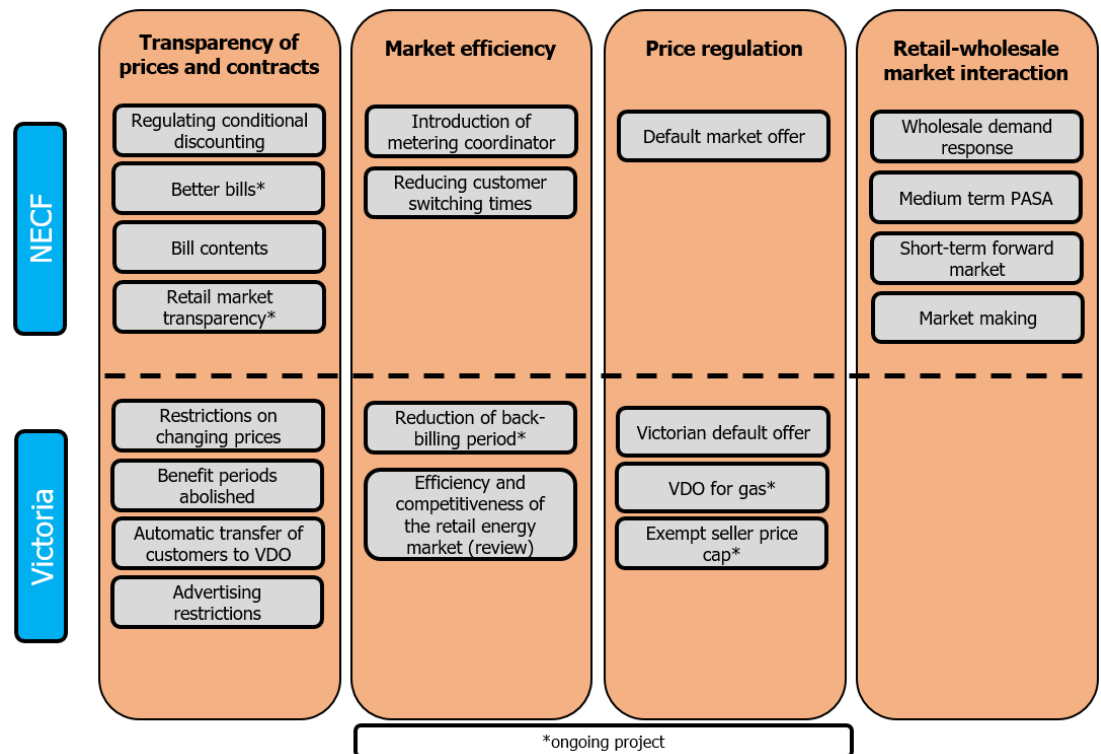 Transparency of
prices and contracts
Market efficiency
Price regulation
Retail-wholesale
market interaction
NECF
Regulating conditional
discounting
Better bills*
Bill contents
Retail market
transparency*
Introduction of
metering coordinator
Reducing customer
switching times
Default market offer
Wholesale demand
response
Medium term PASA
Short-term forward
market
Market making
Victoria
Restrictions on
changing prices
Benefit periods
abolished
Automatic transfer of
customers to VDO
Advertising
restrictions
Reduction of back-
billing period*
Efficiency and
competitiveness of
the retail energy
market (review)
Victorian default offer
VDO for gas*
Exempt seller price
cap*
*ongoing project